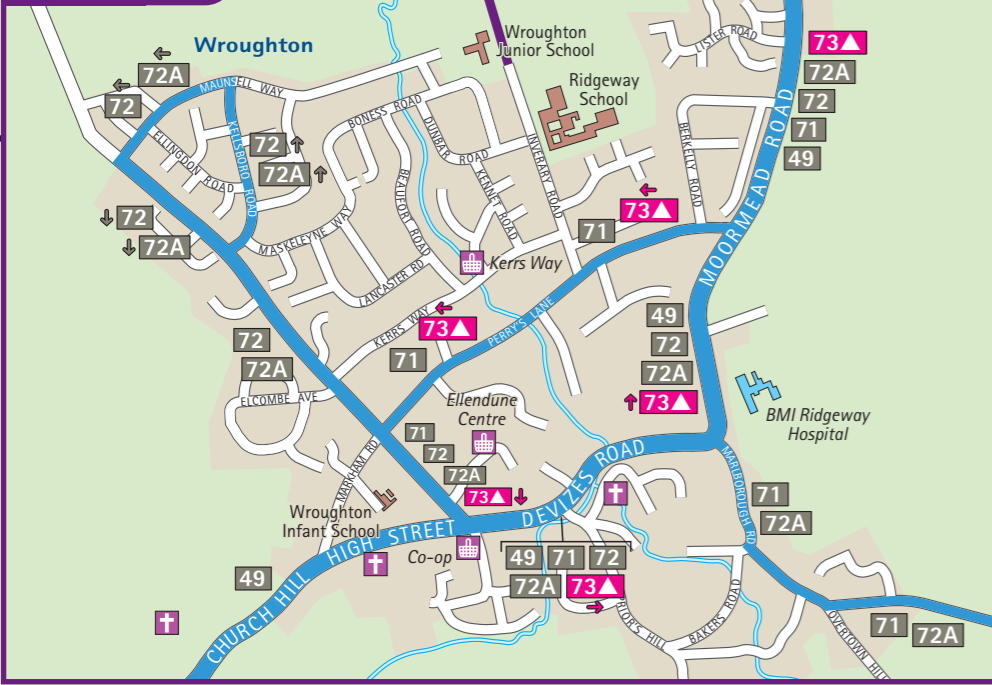 Wroughton
Wroughton
Junior School
Ridgeway
School
LISTER ROAD
73▲
72A
72
71
49
← 72A
← 72
MAUNSELL WAY
ELLINGDON ROAD
KELLSBORO ROAD
72 ↑
72A ↑
BONESS ROAD
DUNBAR ROAD
KENNET ROAD
INVERARY ROAD
BERKELLY ROAD
MOORMEAD ROAD
↓ 72
↓ 72A
BEAUFORT ROAD
MASKELEYNE WAY
LANCASTER RD
←
73▲
71
Kerrs Way
KERRS WAY
←
73▲
71
PERRY'S LANE
72
72A
ELCOMBE AVE
49
72
72A
↑ 73▲
BMI Ridgeway
Hospital
Ellendune
Centre
71
72
72A
73▲ ↓
MARKHAM RD
Wroughton
Infant School
Co-op
CHURCH HILL
HIGH STREET
DEVIZES ROAD
49
49 71 72
72A 73▲
→
MARLBOROUGH RD
71
72A
PRIOR'S HILL
BAKERS ROAD
OVERTOWN HILL
71
72A